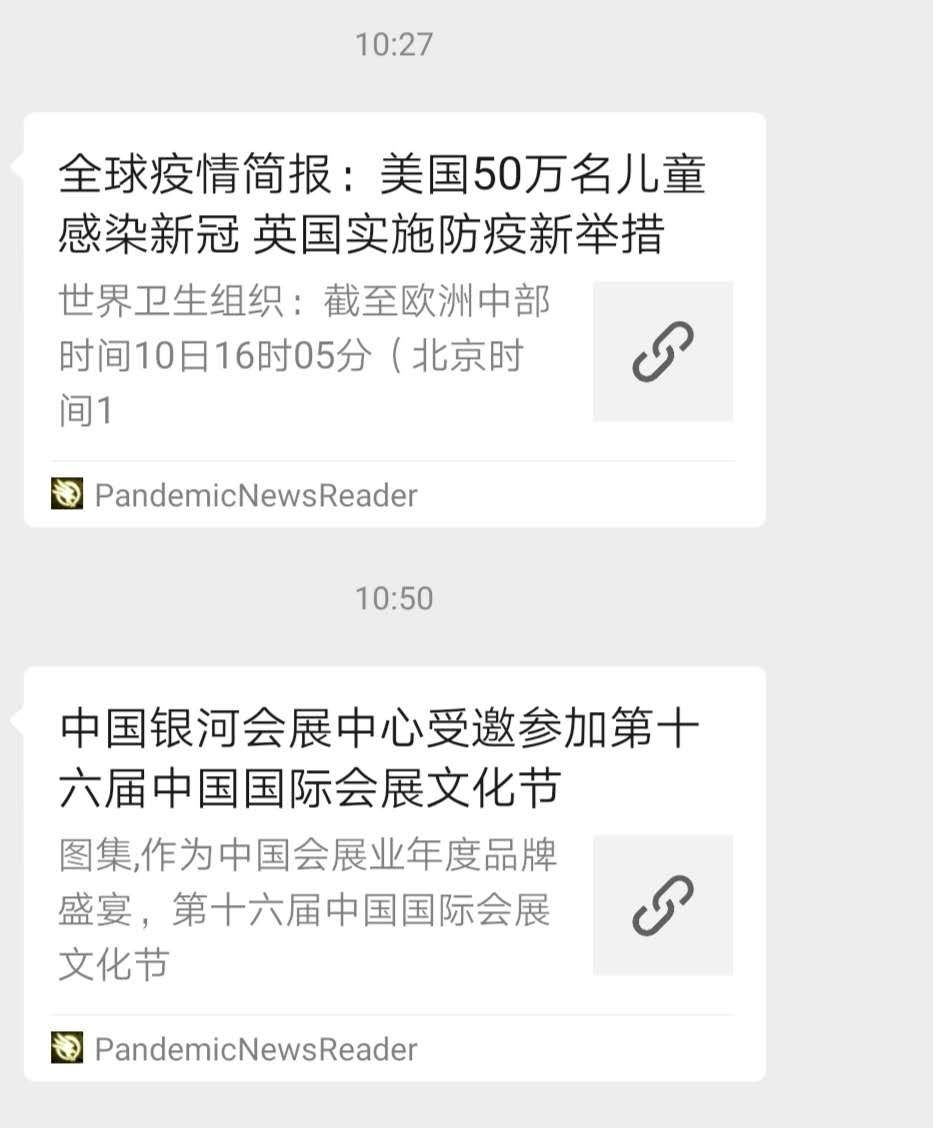 10:27
全球疫情简报：美国50万名儿童
感染新冠 英国实施防疫新举措
世界卫生组织：截至欧洲中部
时间10日16时05分（北京时
间1
PandemicNewsReader
10:50
中国银河会展中心受邀参加第十
六届中国国际会展文化节
图集,作为中国会展业年度品牌
盛宴，第十六届中国国际会展
文化节
PandemicNewsReader